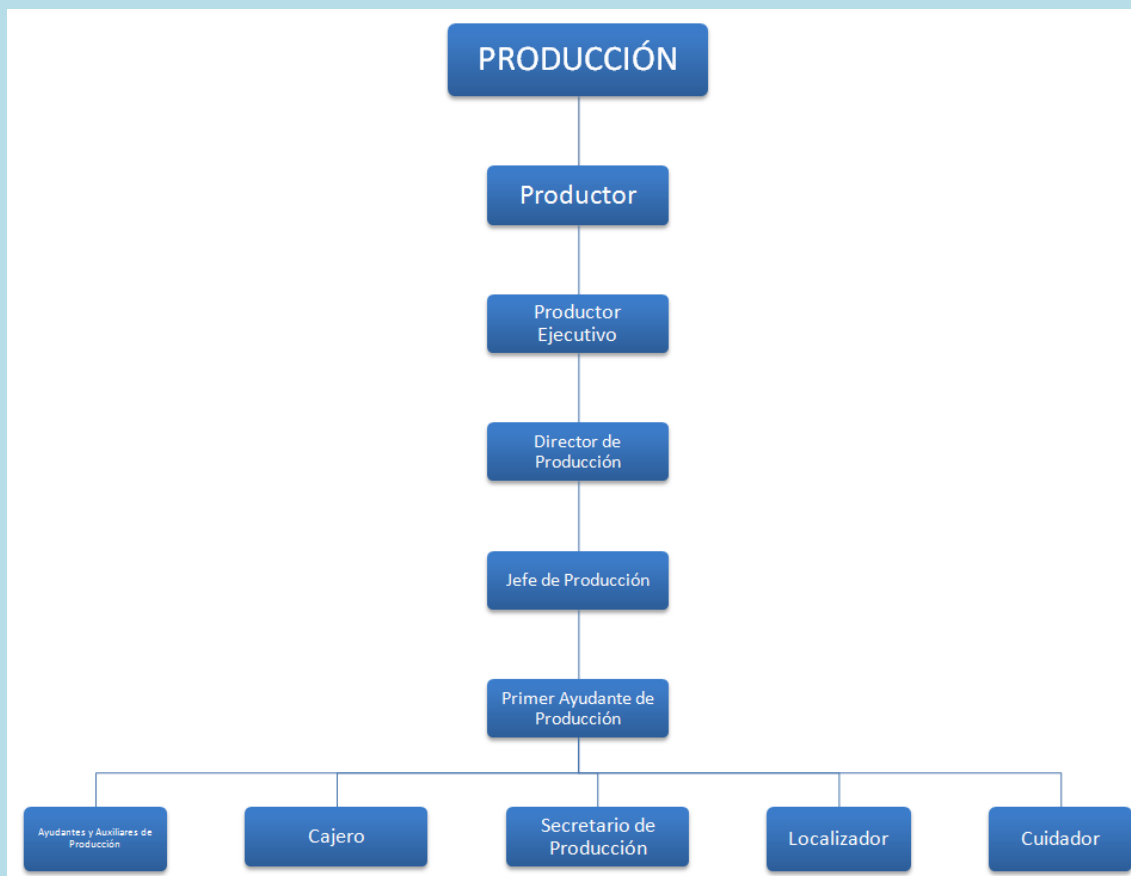 PRODUCCIÓN
Productor
Productor
Ejecutivo
Director de
Producción
Jefe de Producción
Primer Ayudante de
Producción
Ayudantes y Auxiliares de
Producción
Cajero
Secretario de
Producción
Localizador
Cuidador